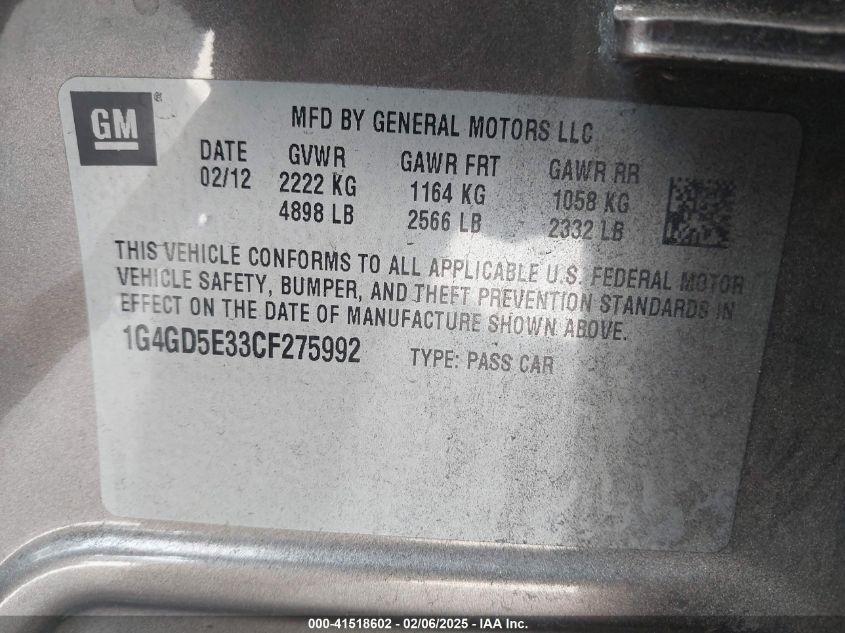 GM®
MFD BY GENERAL MOTORS LLC
DATE GVWR GAWR FRT GAWR RR
02/12 2222 KG 1164 KG 1058 KG
4898 LB 2566 LB 2332 LB
THIS VEHICLE CONFORMS TO ALL APPLICABLE U.S. FEDERAL MOTOR
VEHICLE SAFETY, BUMPER, AND THEFT PREVENTION STANDARDS IN
EFFECT ON THE DATE OF MANUFACTURE SHOWN ABOVE.
1G4GD5E33CF275992 TYPE: PASS CAR
000-41518602 - 02/06/2025 - IAA Inc.